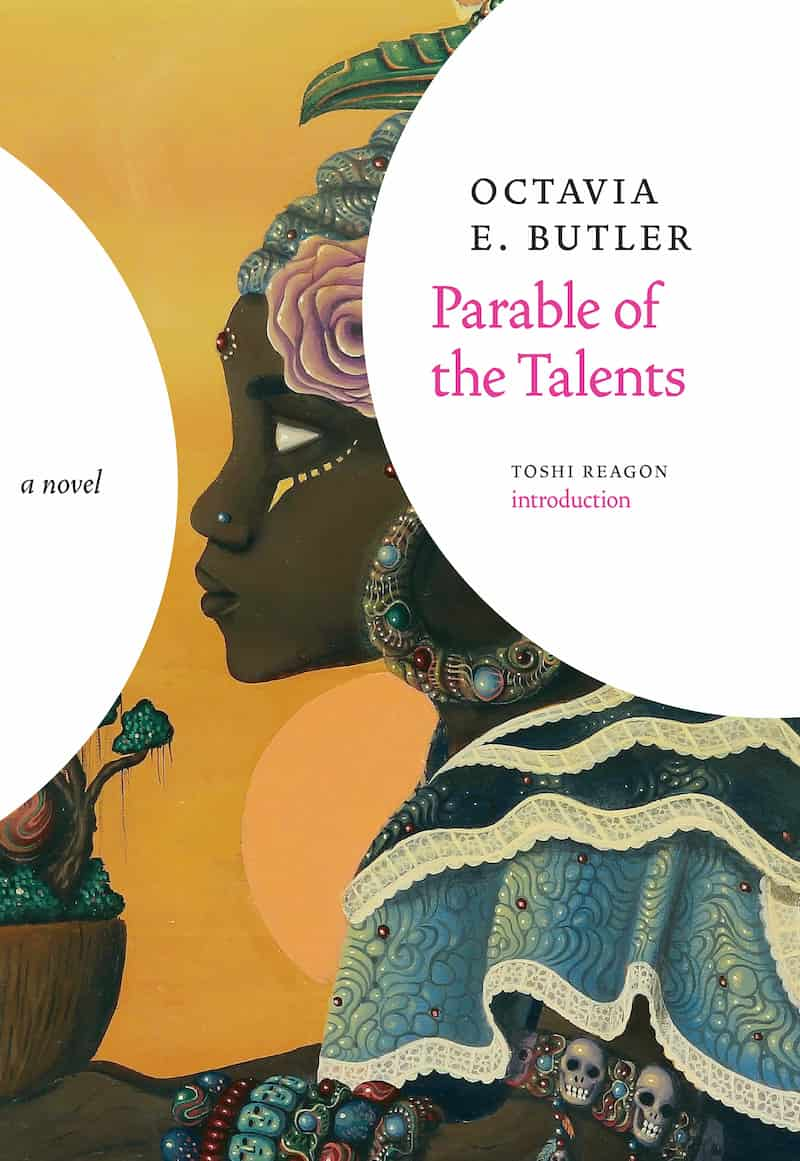 OCTAVIA
E. BUTLER
Parable of
the Talents
a novel
TOSHI REAGON
introduction